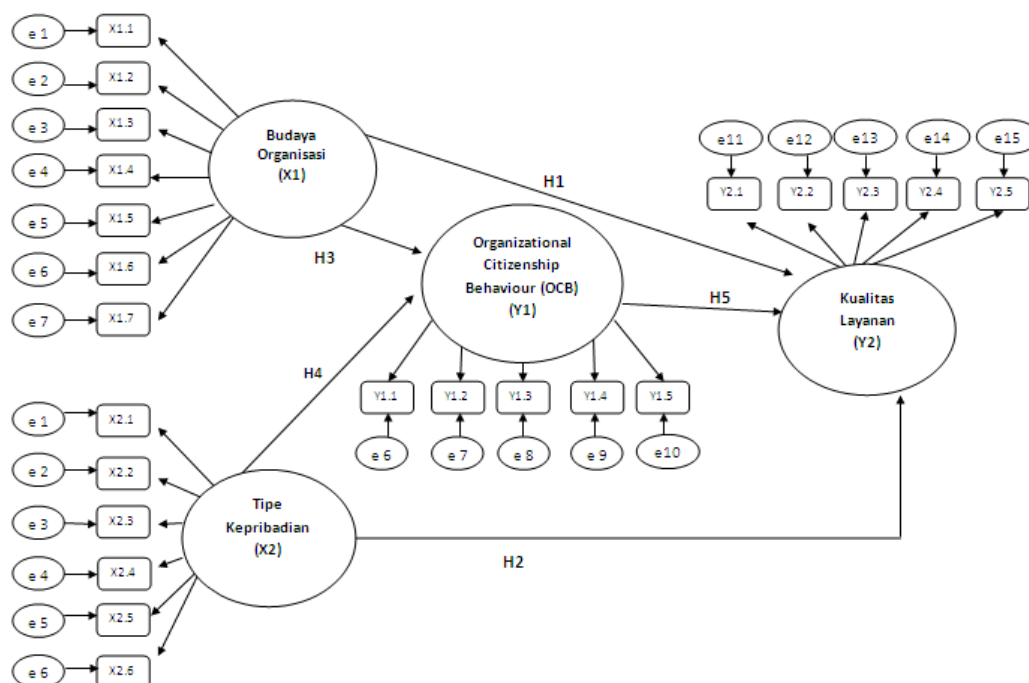 e 1
X1.1
e 2
X1.2
e 3
X1.3
e 4
X1.4
e 5
X1.5
e 6
X1.6
e 7
X1.7
Budaya
Organisasi
(X1)
H1
H3
Organizational
Citizenship
Behaviour (OCB)
(Y1)
H5
e11
e12
e13
e14
e15
Y2.1
Y2.2
Y2.3
Y2.4
Y2.5
Kualitas
Layanan
(Y2)
H4
Y1.1
Y1.2
Y1.3
Y1.4
Y1.5
e 6
e 7
e 8
e 9
e10
e 1
X2.1
e 2
X2.2
e 3
X2.3
e 4
X2.4
e 5
X2.5
e 6
X2.6
Tipe
Kepribadian
(X2)
H2